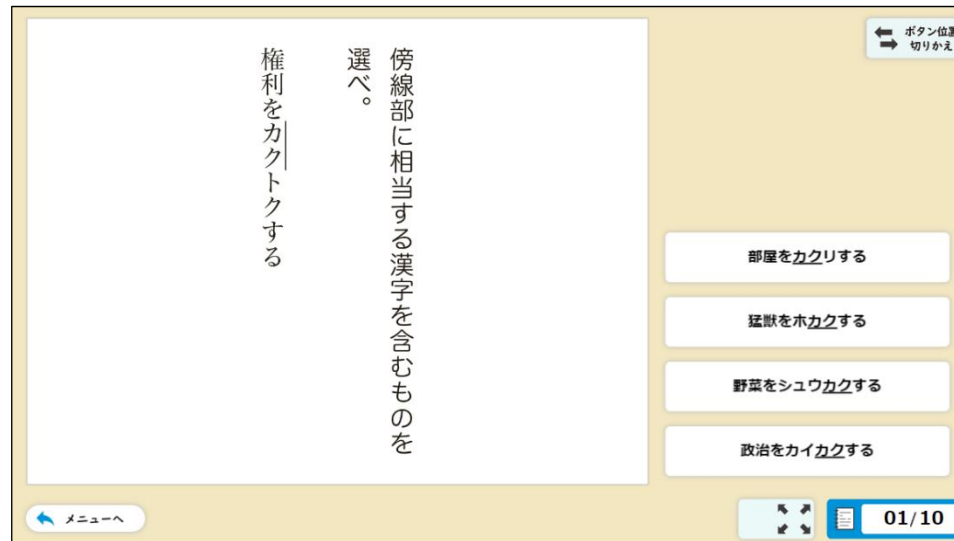 傍線部に相当する漢字を含むものを
選べ。
権利をカクトクする
ボタン位置
切りかえ
部屋をカクリする
猛獣をホカクする
野菜をシュウカクする
政治をカイカクする
メニューへ
01/10